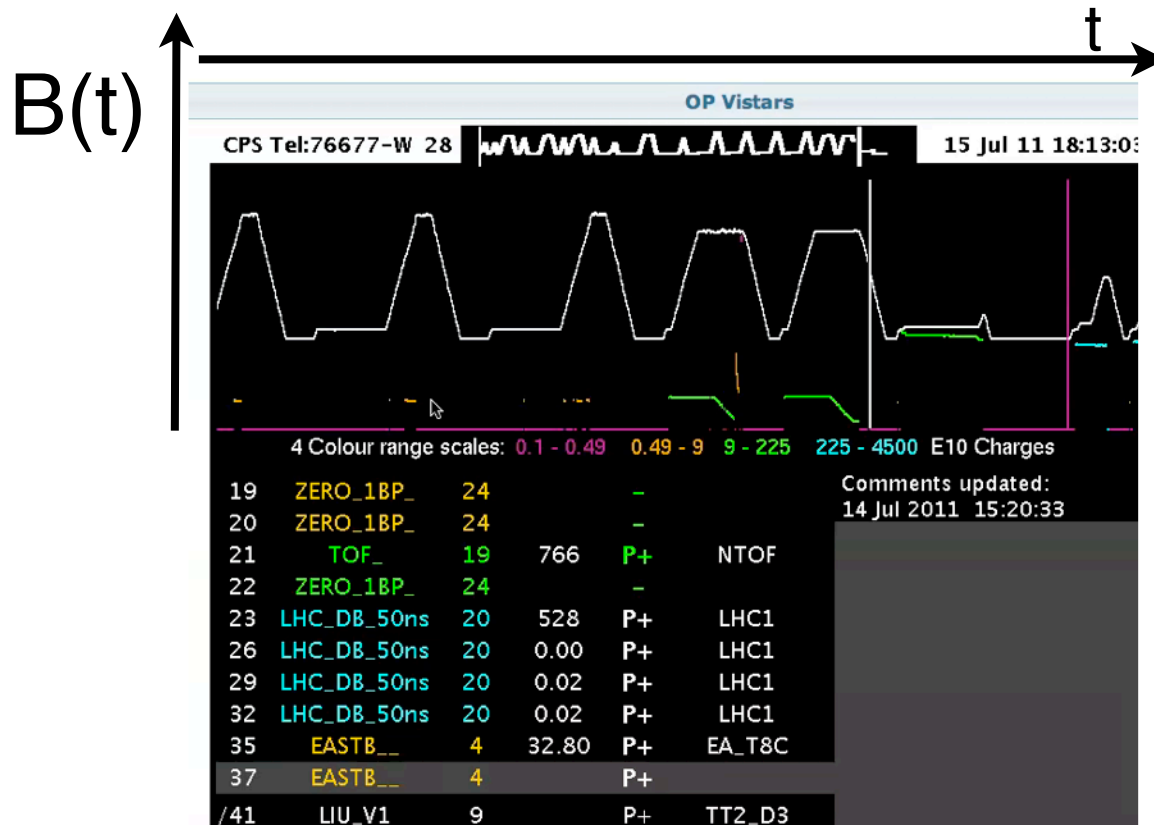 t
B(t)
OP Vistars
CPS Tel:76677-W 28 15 Jul 11 18:13:03
4 Colour range scales: 0.1 - 0.49 0.49 - 9 9 - 225 225 - 4500 E10 Charges
Comments updated:
14 Jul 2011 15:20:33
19 ZERO_1BP_ 24 –
20 ZERO_1BP_ 24 –
21 TOF_ 19 766 P+ NTOF
22 ZERO_1BP_ 24 –
23 LHC_DB_50ns 20 528 P+ LHC1
26 LHC_DB_50ns 20 0.00 P+ LHC1
29 LHC_DB_50ns 20 0.02 P+ LHC1
32 LHC_DB_50ns 20 0.02 P+ LHC1
35 EASTB__ 4 32.80 P+ EA_T8C
37 EASTB__ 4 P+
/41 LIU_V1 9 P+ TT2_D3